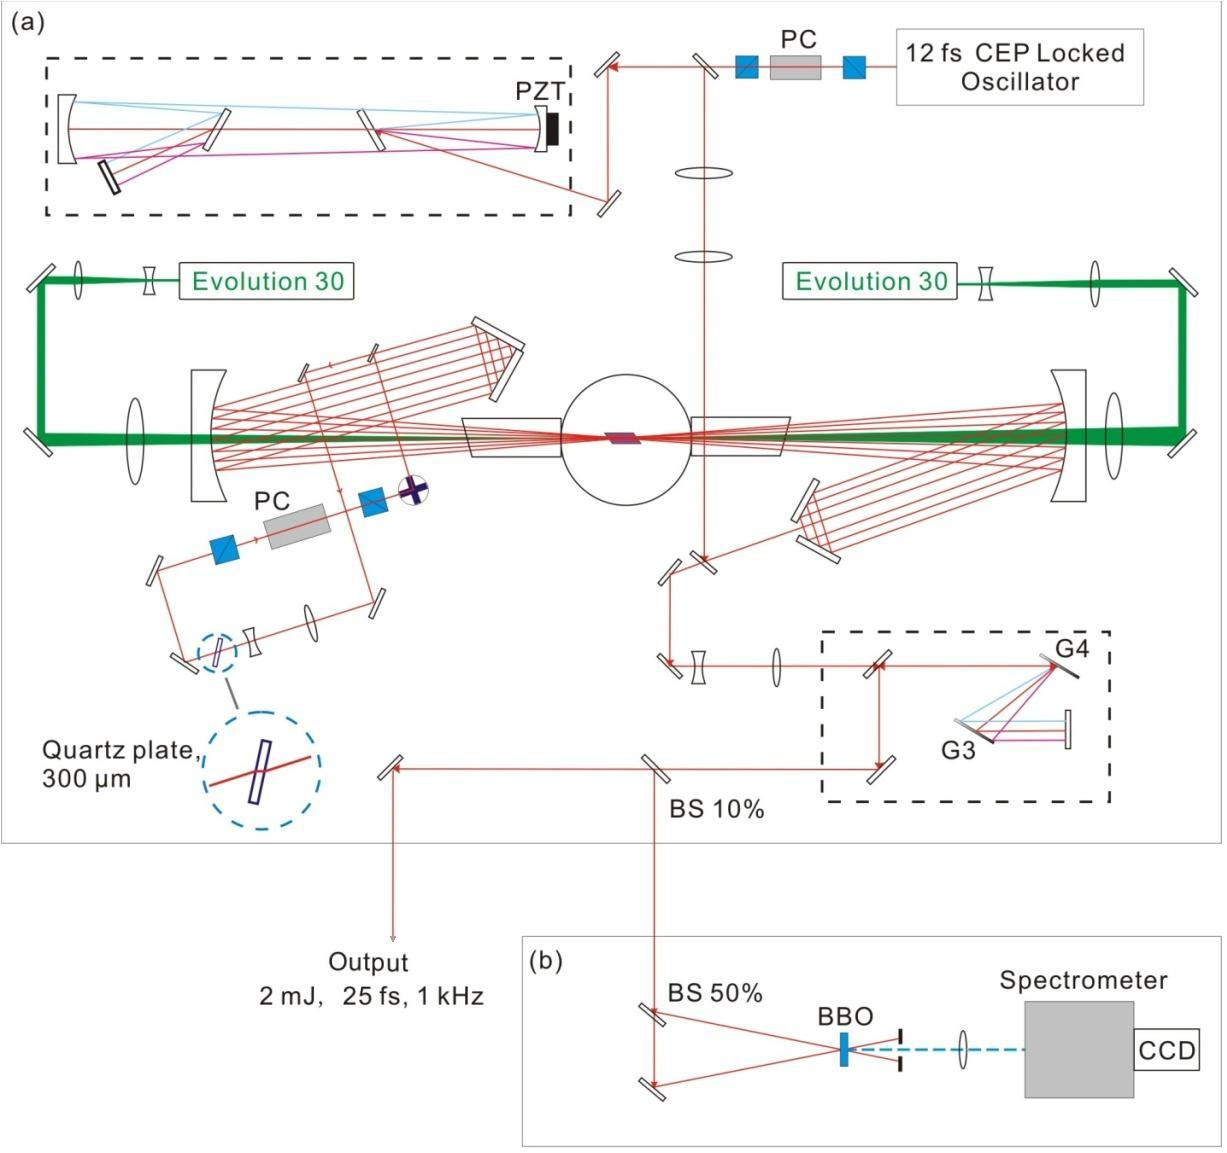 (a)
PC
12 fs CEP Locked
Oscillator
PZT
Evolution 30
Evolution 30
PC
G4
G3
Quartz plate,
300 μm
BS 10%
Output
2 mJ, 25 fs, 1 kHz
(b)
BS 50%
BBO
Spectrometer
CCD